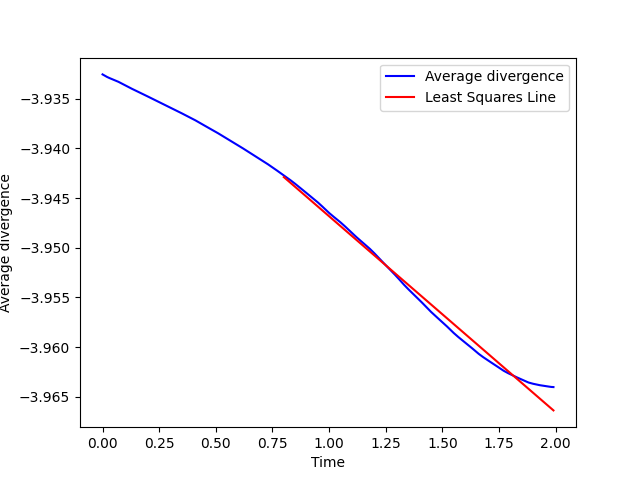 Average divergence
Least Squares Line
Average divergence
−3.935
−3.940
−3.945
−3.950
−3.955
−3.960
−3.965
0.00 0.25 0.50 0.75 1.00 1.25 1.50 1.75 2.00
Time